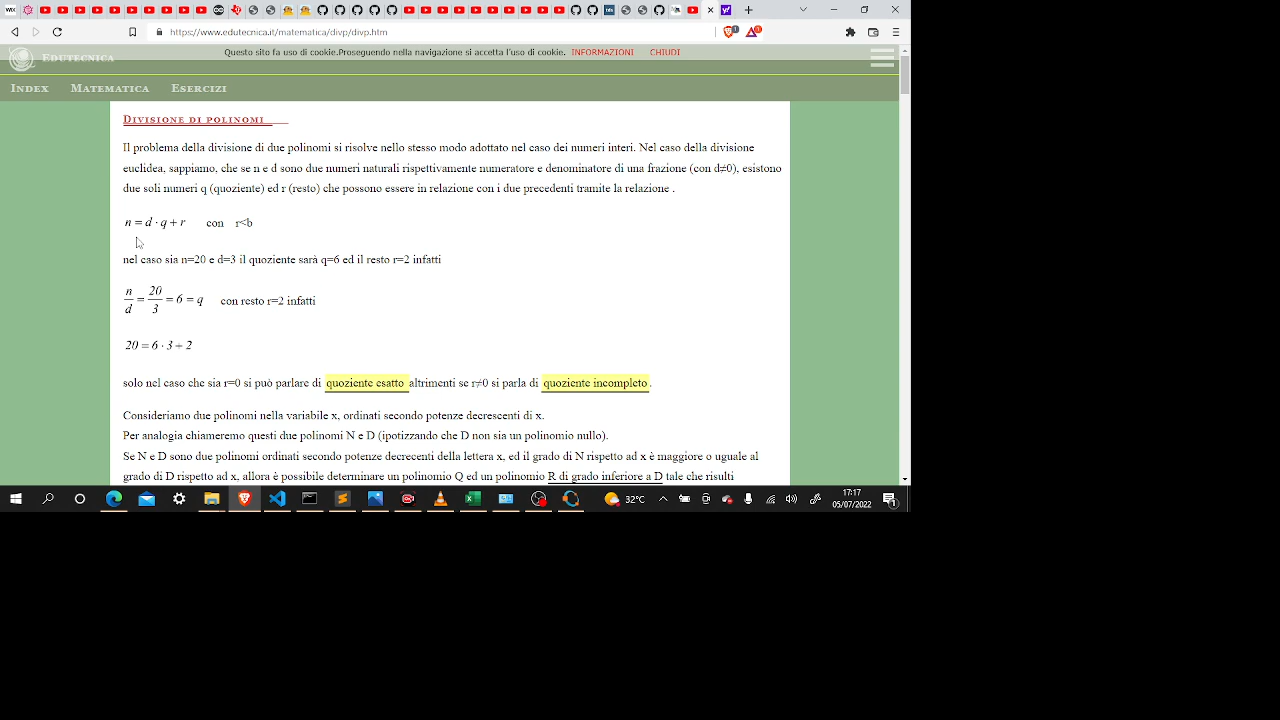 https://www.edutecnica.it/matematica/divp/divp.htm
Questo sito fa uso di cookie.Proseguendo nella navigazione si accetta l'uso di cookie. INFORMAZIONI CHIUDI
EDUTECNICA
INDEX MATEMATICA ESERCIZI
DIVISIONE DI POLINOMI
Il problema della divisione di due polinomi si risolve nello stesso modo adottato nel caso dei numeri interi. Nel caso della divisione
euclidea, sappiamo, che se n e d sono due numeri naturali rispettivamente numeratore e denominatore di una frazione (con d≠0), esistono
due soli numeri q (quoziente) ed r (resto) che possono essere in relazione con i due precedenti tramite la relazione .
n = d · q + r con r<b
nel caso sia n=20 e d=3 il quoziente sarà q=6 ed il resto r=2 infatti
n/d = 20/3 = 6 = q con resto r=2 infatti
20 = 6 · 3 + 2
solo nel caso che sia r=0 si può parlare di quoziente esatto altrimenti se r≠0 si parla di quoziente incompleto .
Consideriamo due polinomi nella variabile x, ordinati secondo potenze decrescenti di x.
Per analogia chiameremo questi due polinomi N e D (ipotizzando che D non sia un polinomio nullo).
Se N e D sono due polinomi ordinati secondo potenze decrescenti della lettera x, ed il grado di N rispetto ad x è maggiore o uguale al
grado di D rispetto ad x, allora è possibile determinare un polinomio Q ed un polinomio R di grado inferiore a D tale che risulti
32°C
17:17
05/07/2022